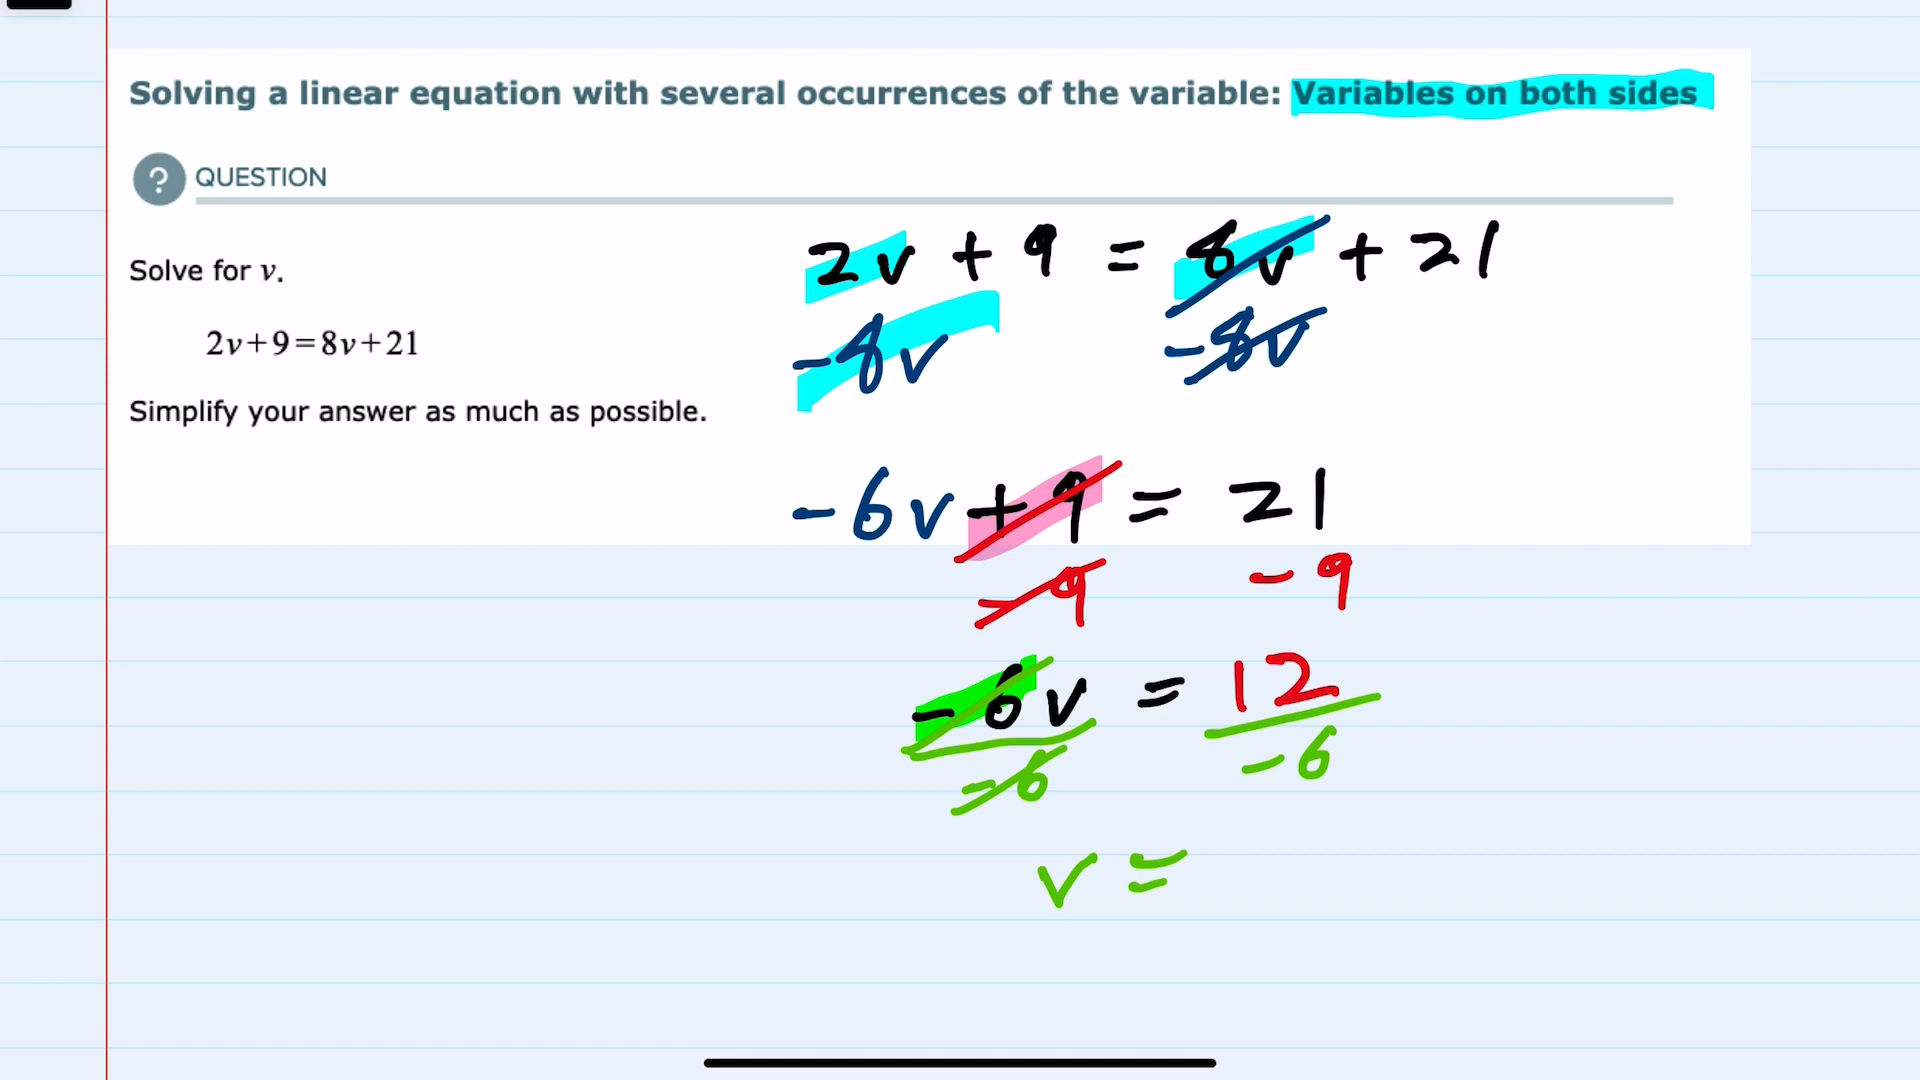 Solving a linear equation with several occurrences of the variable: Variables on both sides
? QUESTION
Solve for v.
2v+9=8v+21
Simplify your answer as much as possible.
2v + 9 = 8v + 21
-8v -8v
-6v + 9 = 21
-9 -9
-6v = 12
-6 -6
v =